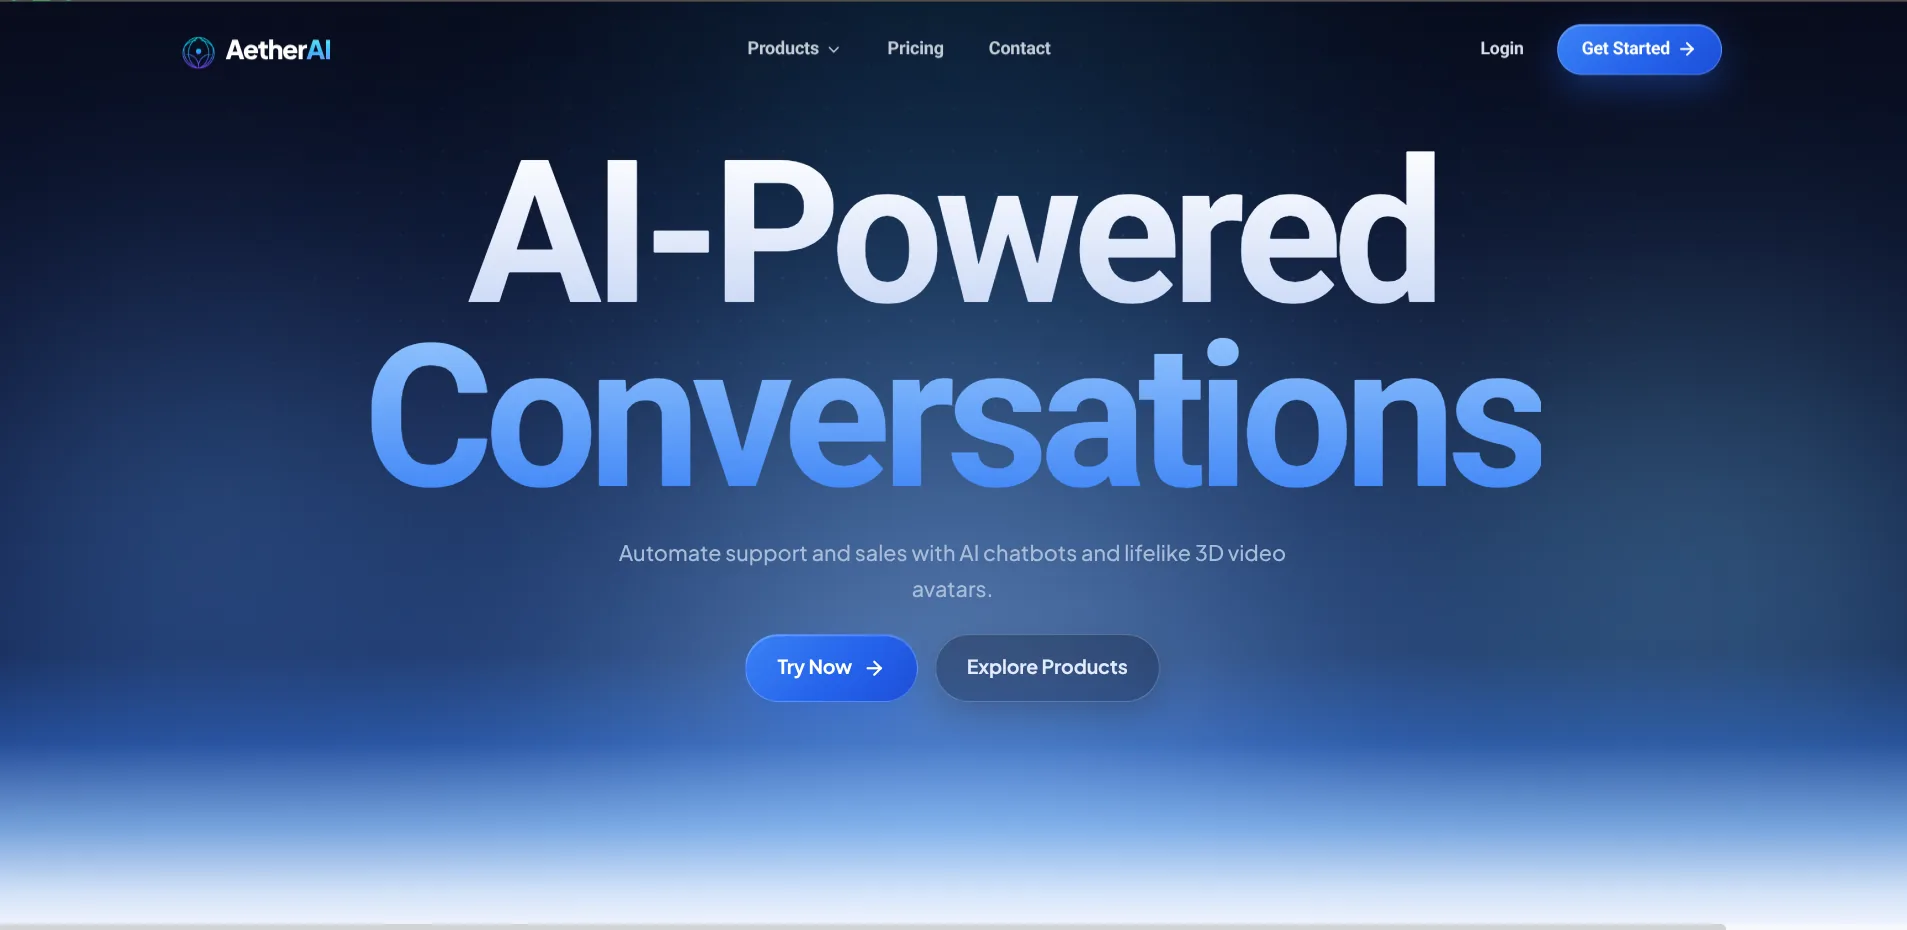 AetherAI
Products
Pricing
Contact
Login
Get Started
AI-Powered
Conversations
Automate support and sales with AI chatbots and lifelike 3D video
avatars.
Try Now
Explore Products